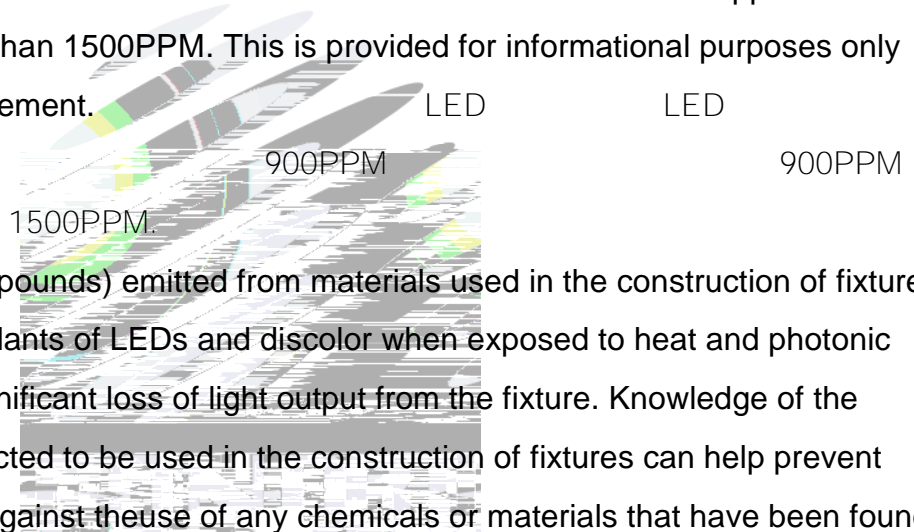 han 1500PPM. This is provided for informational purposes only
ement. LED LED
900PPM 900PPM
1500PPM.
pounds) emitted from materials used in the construction of fixture
lants of LEDs and discolor when exposed to heat and photonic
nificant loss of light output from the fixture. Knowledge of the
cted to be used in the construction of fixtures can help prevent
gainst theuse of any chemicals or materials that have been found